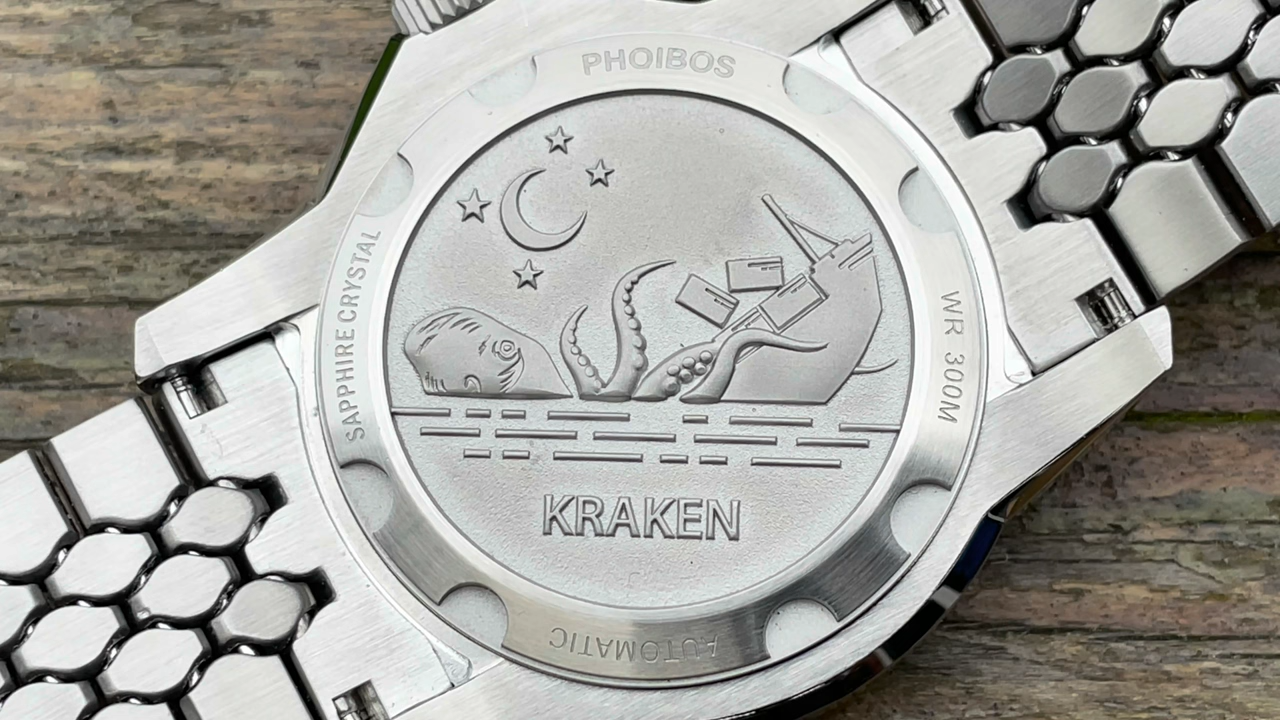 PHOIBOS
SAPPHIRE CRYSTAL
WR 300M
KRAKEN
AUTOMATIC